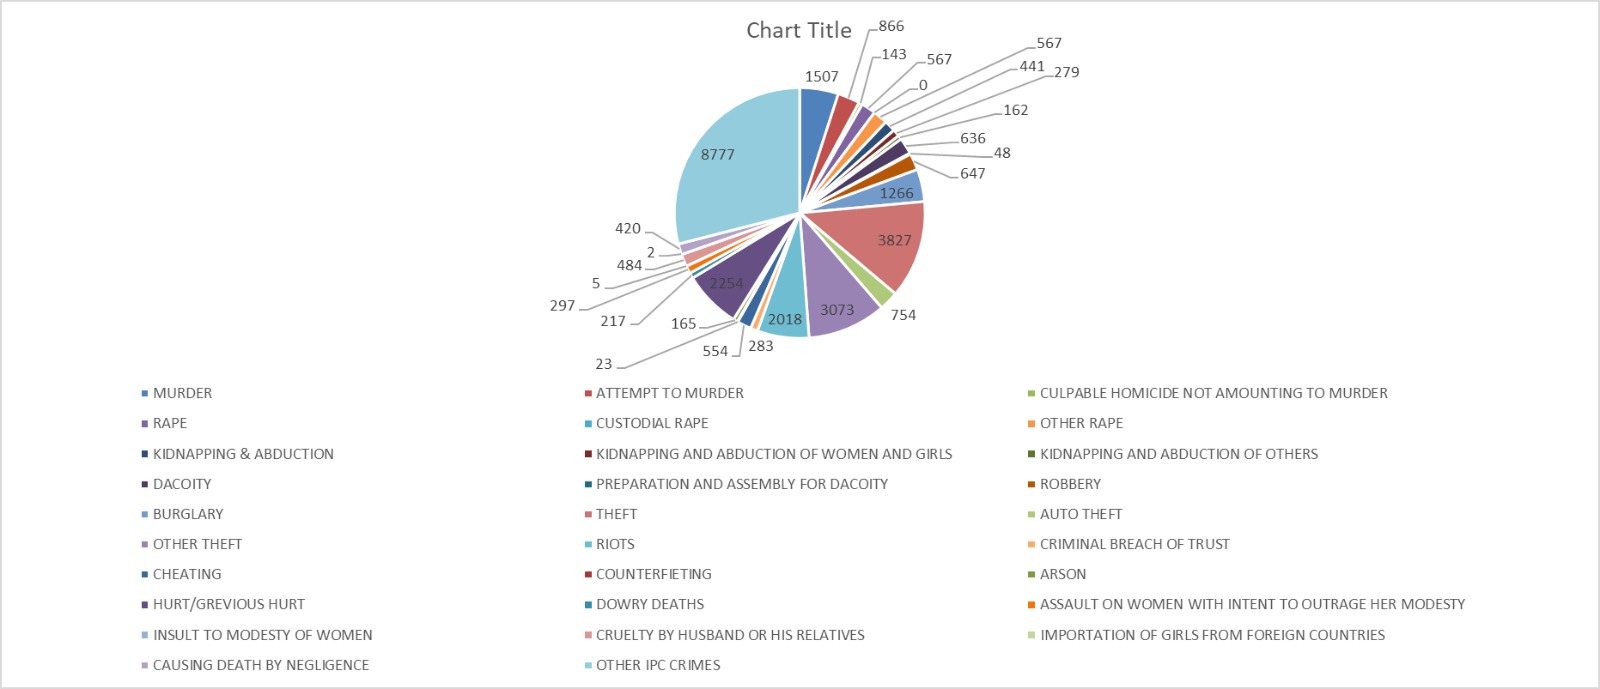 Chart Title
1507
866
143
567
0
567
441
279
162
636
48
647
1266
3827
754
3073
2018
283
554
23
165
2254
217
297
5
484
2
420
8777
MURDER
ATTEMPT TO MURDER
CULPABLE HOMICIDE NOT AMOUNTING TO MURDER
RAPE
CUSTODIAL RAPE
OTHER RAPE
KIDNAPPING & ABDUCTION
KIDNAPPING AND ABDUCTION OF WOMEN AND GIRLS
KIDNAPPING AND ABDUCTION OF OTHERS
DACOITY
PREPARATION AND ASSEMBLY FOR DACOITY
ROBBERY
BURGLARY
THEFT
AUTO THEFT
OTHER THEFT
RIOTS
CRIMINAL BREACH OF TRUST
CHEATING
COUNTERFIETING
ARSON
HURT/GREVIOUS HURT
DOWRY DEATHS
ASSAULT ON WOMEN WITH INTENT TO OUTRAGE HER MODESTY
INSULT TO MODESTY OF WOMEN
CRUELTY BY HUSBAND OR HIS RELATIVES
IMPORTATION OF GIRLS FROM FOREIGN COUNTRIES
CAUSING DEATH BY NEGLIGENCE
OTHER IPC CRIMES